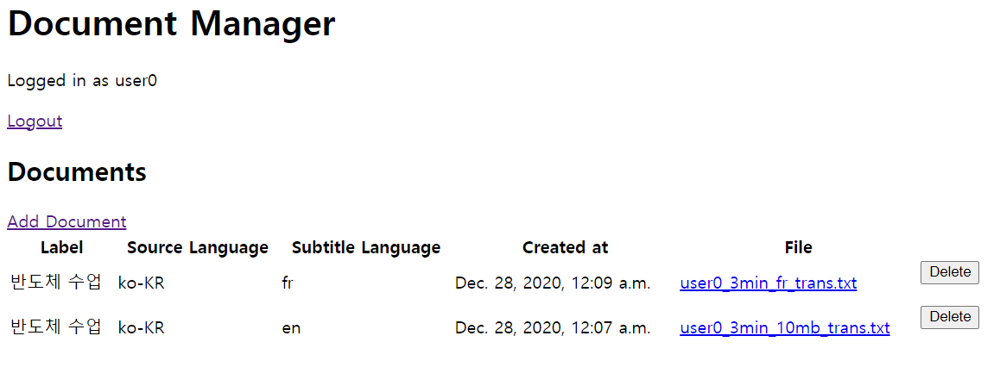 Document Manager
Logged in as user0
Logout
Documents
Add Document
Label Source Language Subtitle Language Created at File
반도체 수업 ko-KR fr Dec. 28, 2020, 12:09 a.m. user0_3min_fr_trans.txt Delete
반도체 수업 ko-KR en Dec. 28, 2020, 12:07 a.m. user0_3min_10mb_trans.txt Delete